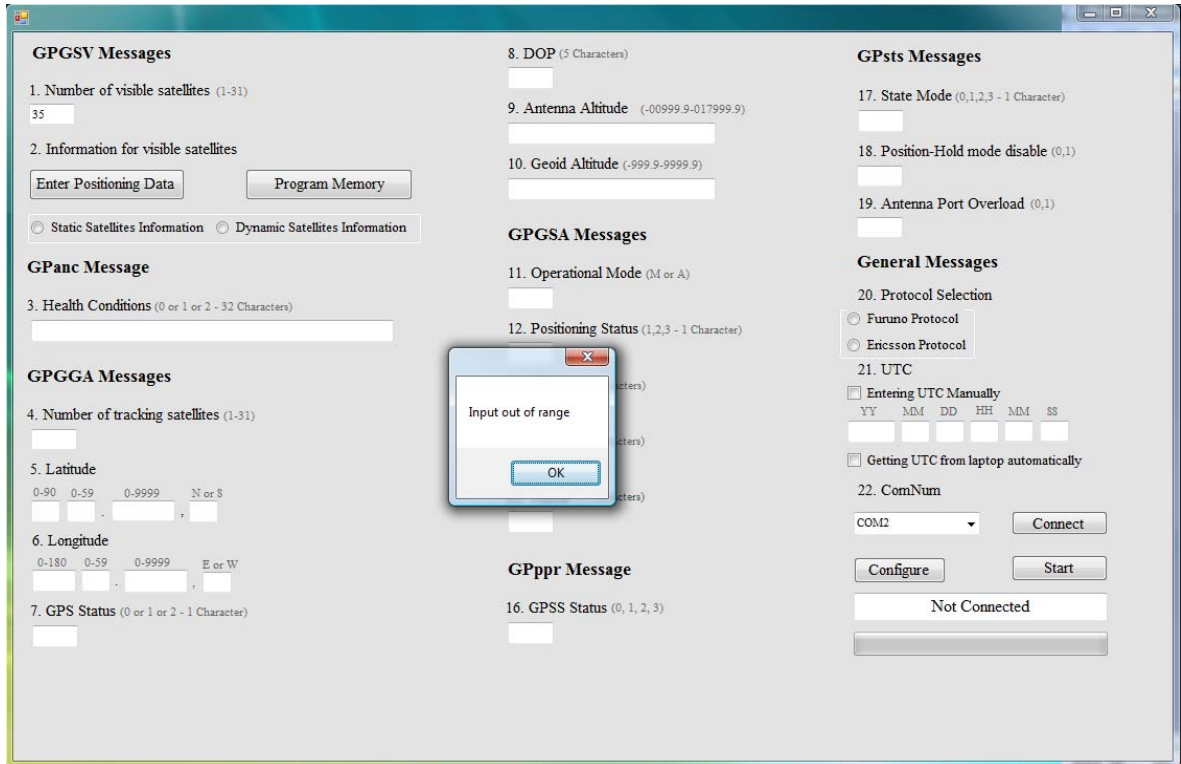 GPGSV Messages
1. Number of visible satellites (1-31)
35
2. Information for visible satellites
Enter Positioning Data Program Memory
Static Satellites Information Dynamic Satellites Information
GPanc Message
3. Health Conditions (0 or 1 or 2 - 32 Characters)
GPGGA Messages
4. Number of tracking satellites (1-31)
5. Latitude
0-90 0-59 0-9999 N or S
. ,
6. Longitude
0-180 0-59 0-9999 E or W
. ,
7. GPS Status (0 or 1 or 2 - 1 Character)
8. DOP (5 Characters)
9. Antenna Altitude (-00999.9-017999.9)
10. Geoid Altitude (-999.9-9999.9)
GPGSA Messages
11. Operational Mode (M or A)
12. Positioning Status (1,2,3 - 1 Character)
Input out of range
OK
GPppr Message
16. GPSS Status (0, 1, 2, 3)
GPsts Messages
17. State Mode (0,1,2,3 - 1 Character)
18. Position-Hold mode disable (0,1)
19. Antenna Port Overload (0,1)
General Messages
20. Protocol Selection
Furuno Protocol
Ericsson Protocol
21. UTC
Entering UTC Manually
YY MM DD HH MM SS
Getting UTC from laptop automatically
22. ComNum
COM2 Connect
Configure Start
Not Connected